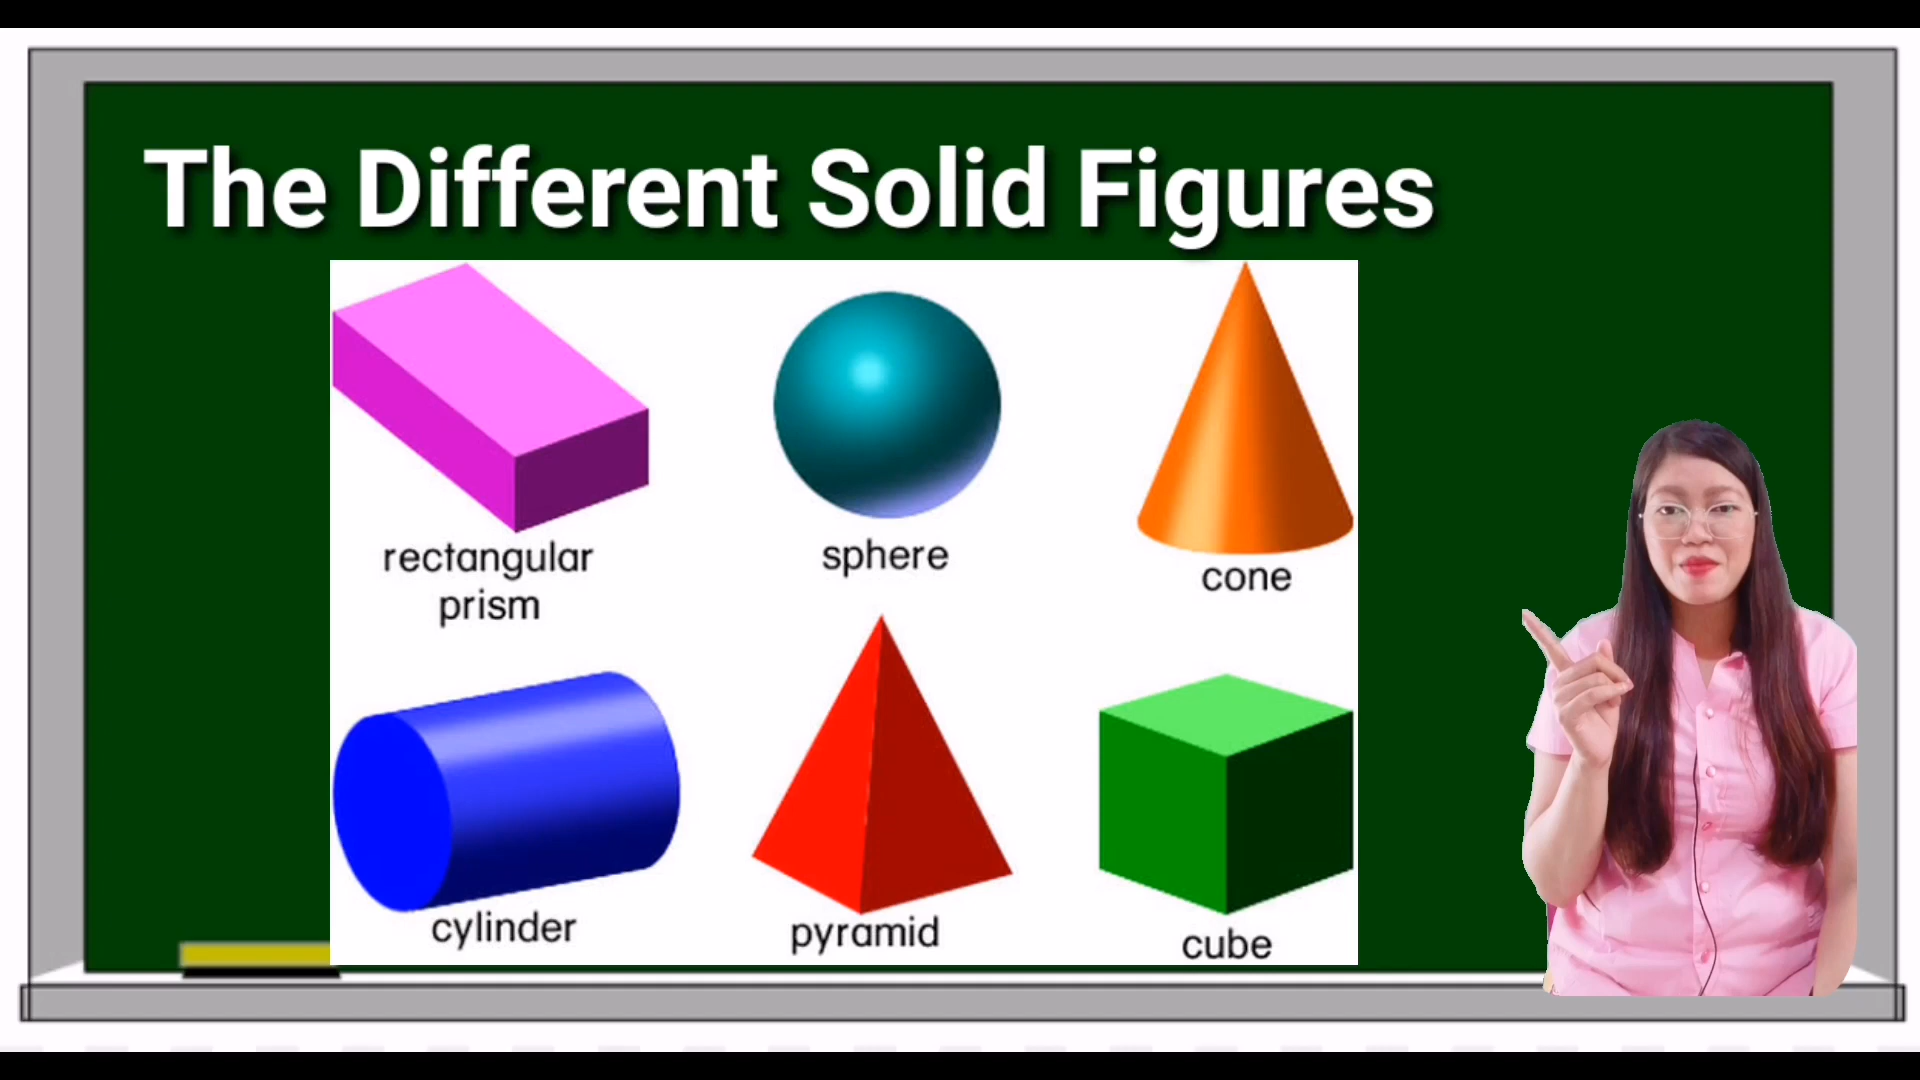 The Different Solid Figures
rectangular
prism
sphere
cone
cylinder
pyramid
cube